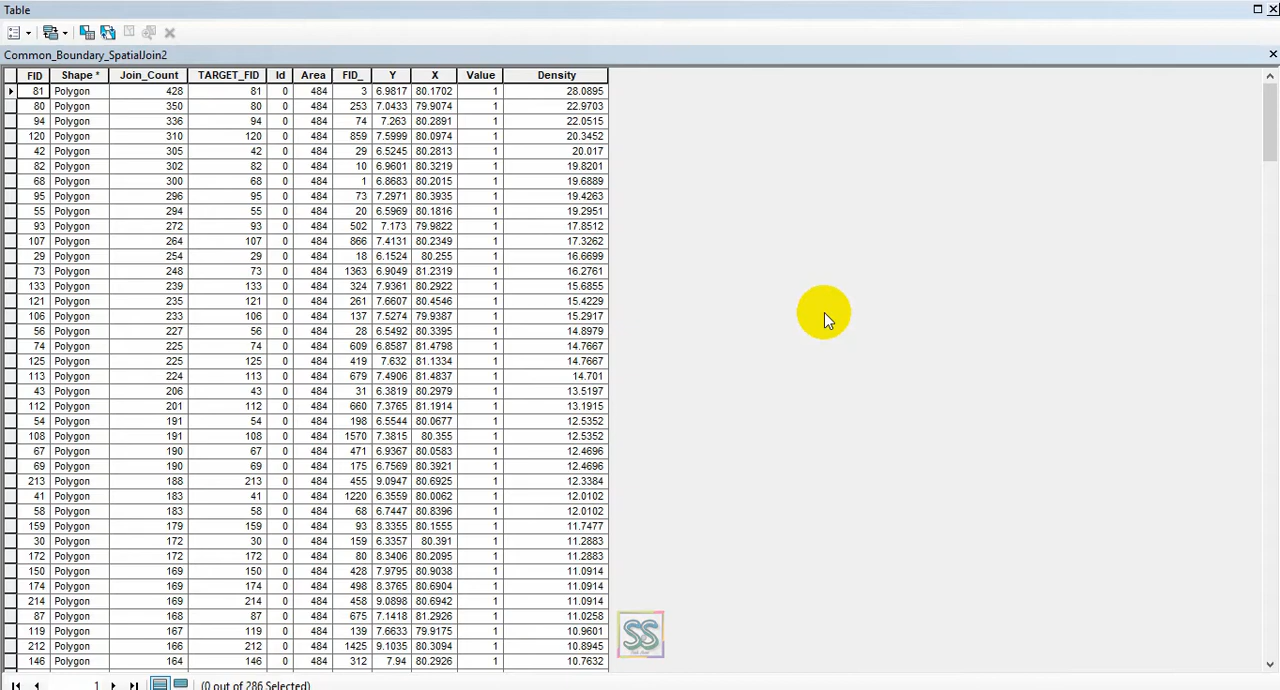 Table
Common_Boundary_SpatialJoin2
FID Shape * Join_Count TARGET_FID Id Area FID_ Y X Value Density
81 Polygon 428 81 0 484 3 6.9817 80.1702 1 28.0895
80 Polygon 350 80 0 484 253 7.0433 79.9074 1 22.9703
94 Polygon 336 94 0 484 74 7.263 80.2891 1 22.0515
120 Polygon 310 120 0 484 859 7.5999 80.0974 1 20.3452
42 Polygon 305 42 0 484 29 6.5245 80.2813 1 20.017
82 Polygon 302 82 0 484 10 6.9601 80.3219 1 19.8201
68 Polygon 300 68 0 484 1 6.8683 80.2015 1 19.6889
95 Polygon 296 95 0 484 73 7.2971 80.3935 1 19.4263
55 Polygon 294 55 0 484 20 6.5969 80.1816 1 19.2951
93 Polygon 272 93 0 484 502 7.173 79.9822 1 17.8512
107 Polygon 264 107 0 484 866 7.4131 80.2349 1 17.3262
29 Polygon 254 29 0 484 18 6.1524 80.255 1 16.6699
73 Polygon 248 73 0 484 1363 6.9049 81.2319 1 16.2761
133 Polygon 239 133 0 484 324 7.9361 80.2922 1 15.6855
121 Polygon 235 121 0 484 261 7.6607 80.4546 1 15.4229
106 Polygon 233 106 0 484 137 7.5274 79.9387 1 15.2917
56 Polygon 227 56 0 484 28 6.5492 80.3395 1 14.8979
74 Polygon 225 74 0 484 609 6.8587 81.4798 1 14.7667
125 Polygon 225 125 0 484 419 7.632 81.1334 1 14.7667
113 Polygon 224 113 0 484 679 7.4906 81.4837 1 14.701
43 Polygon 206 43 0 484 31 6.3819 80.2979 1 13.5197
112 Polygon 201 112 0 484 660 7.3765 81.1914 1 13.1915
54 Polygon 191 54 0 484 198 6.5544 80.0677 1 12.5352
108 Polygon 191 108 0 484 1570 7.3815 80.355 1 12.5352
67 Polygon 190 67 0 484 471 6.9367 80.0583 1 12.4696
69 Polygon 190 69 0 484 175 6.7569 80.3921 1 12.4696
213 Polygon 188 213 0 484 455 9.0947 80.6925 1 12.3384
41 Polygon 183 41 0 484 1220 6.3559 80.0062 1 12.0102
58 Polygon 183 58 0 484 68 6.7447 80.8396 1 12.0102
159 Polygon 179 159 0 484 93 8.3355 80.1555 1 11.7477
30 Polygon 172 30 0 484 159 6.3357 80.391 1 11.2883
172 Polygon 172 172 0 484 80 8.3406 80.2095 1 11.2883
150 Polygon 169 150 0 484 428 7.9795 80.9038 1 11.0914
174 Polygon 169 174 0 484 498 8.3765 80.6904 1 11.0914
214 Polygon 169 214 0 484 458 9.0898 80.6942 1 11.0914
87 Polygon 168 87 0 484 675 7.1418 81.2926 1 11.0258
119 Polygon 167 119 0 484 139 7.6633 79.9175 1 10.9601
212 Polygon 166 212 0 484 1425 9.1035 80.3094 1 10.8945
146 Polygon 164 146 0 484 312 7.94 80.2926 1 10.7632
SS
1 (0 out of 286 Selected)